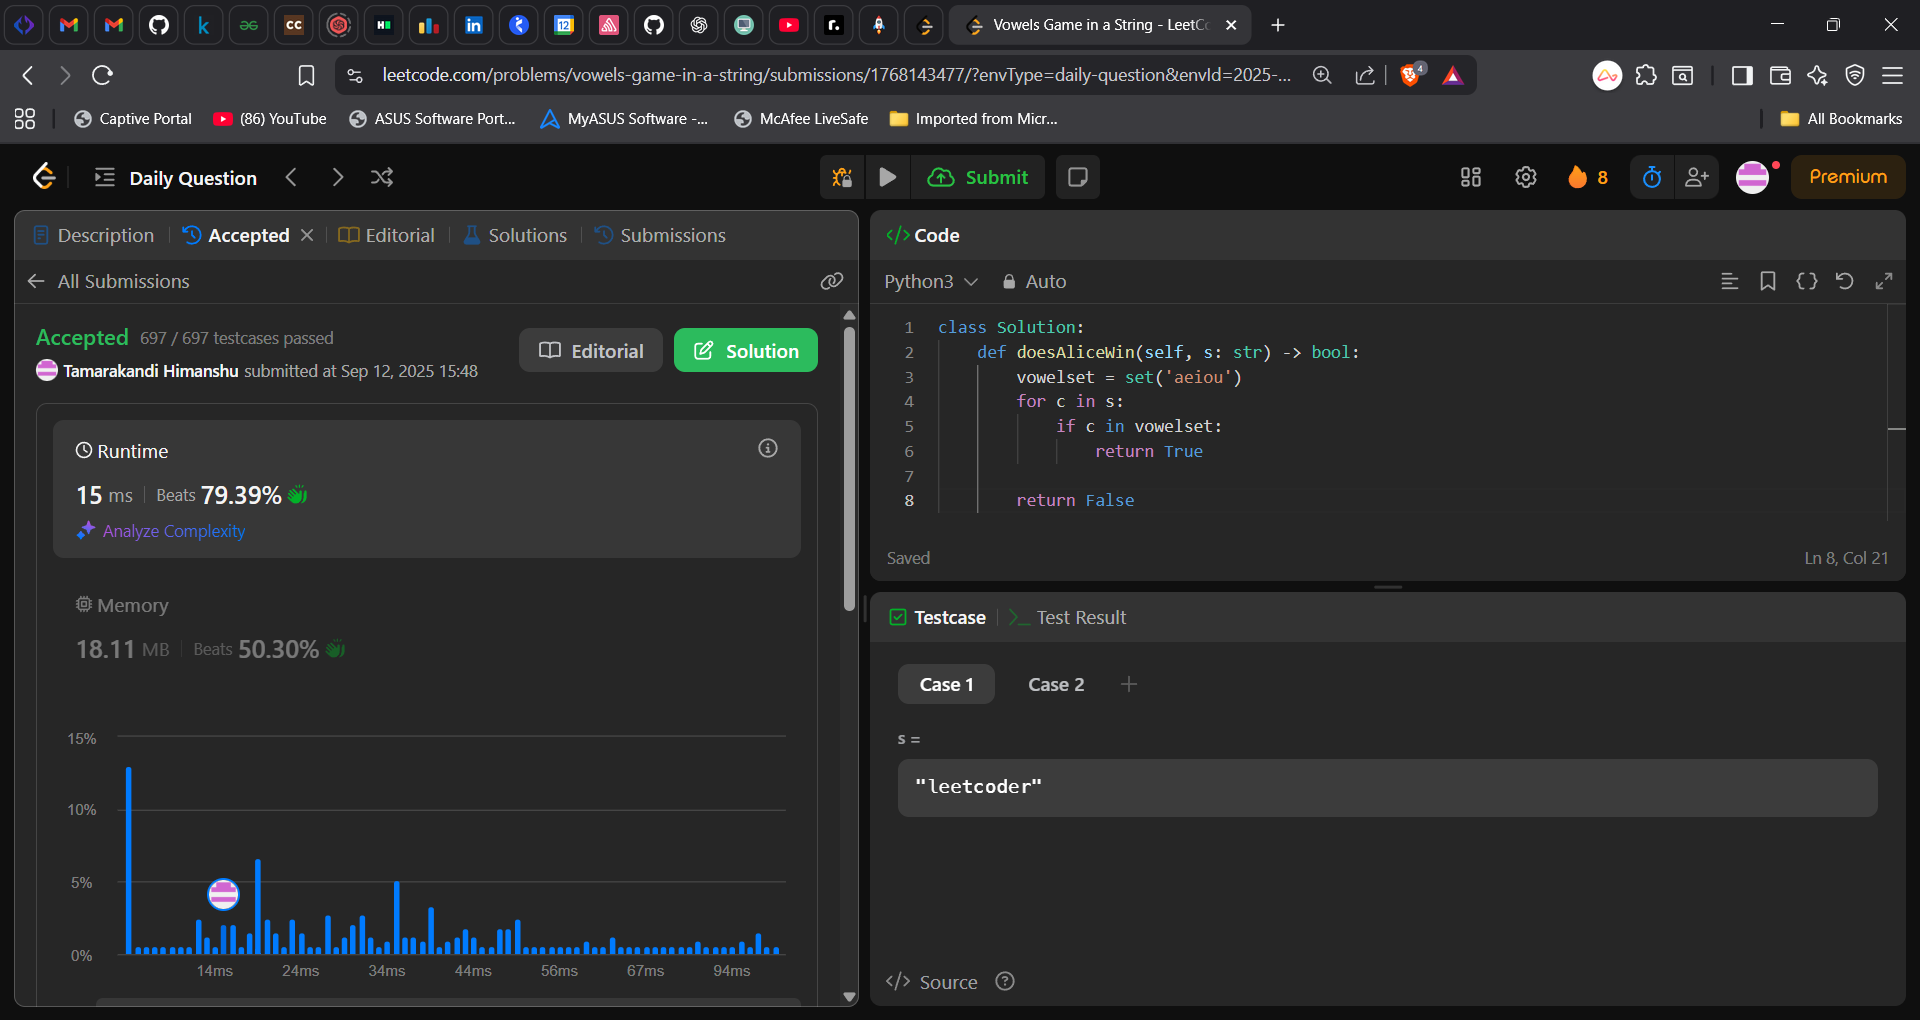 Vowels Game in a String - LeetCo
leetcode.com/problems/vowels-game-in-a-string/submissions/1768143477/?envType=daily-question&envId=2025-...
4
Captive Portal
(86) YouTube
ASUS Software Port...
MyASUS Software -...
McAfee LiveSafe
Imported from Micr...
All Bookmarks
Daily Question
Submit
8
Premium
Description
Accepted
Editorial
Solutions
Submissions
All Submissions
Accepted 697 / 697 testcases passed
Tamarakandi Himanshu submitted at Sep 12, 2025 15:48
Editorial
Solution
Runtime
15 ms | Beats 79.39%
Analyze Complexity
Memory
18.11 MB | Beats 50.30%
15%
10%
5%
0%
14ms 24ms 34ms 44ms 56ms 67ms 94ms
</> Code
Python3
Auto
1 class Solution:
2 def doesAliceWin(self, s: str) -> bool:
3 vowelset = set('aeiou')
4 for c in s:
5 if c in vowelset:
6 return True
7
8 return False
Saved
Ln 8, Col 21
Testcase
Test Result
Case 1
Case 2
s =
"leetcoder"
</> Source